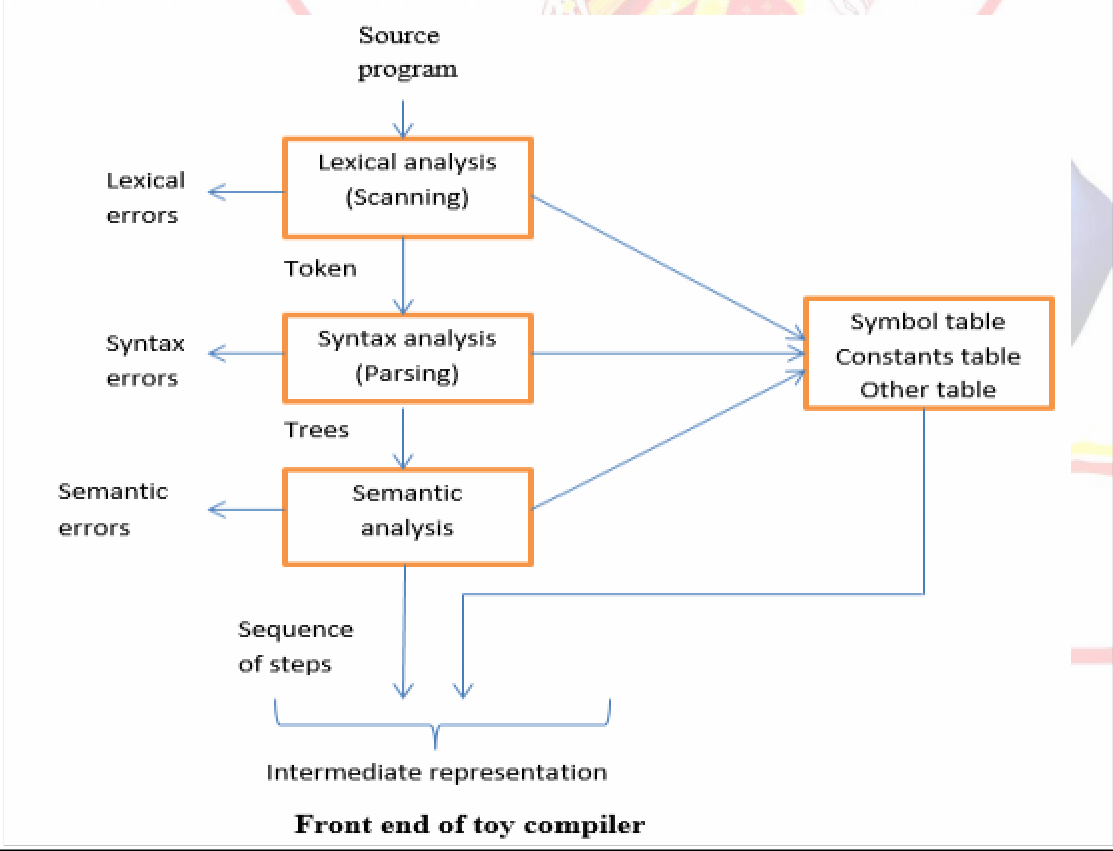 Source
program
Lexical analysis
(Scanning)
Lexical
errors
Token
Syntax analysis
(Parsing)
Syntax
errors
Symbol table
Constants table
Other table
Trees
Semantic
analysis
Semantic
errors
Sequence
of steps
Intermediate representation
Front end of toy compiler